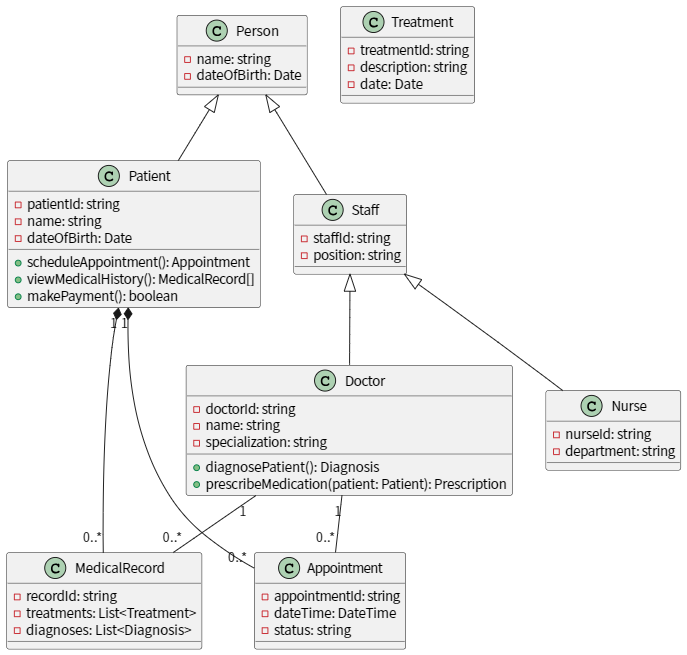 C Person
name: string
dateOfBirth: Date
C Treatment
treatmentId: string
description: string
date: Date
C Patient
patientId: string
name: string
dateOfBirth: Date
scheduleAppointment(): Appointment
viewMedicalHistory(): MedicalRecord[]
makePayment(): boolean
C Staff
staffId: string
position: string
1
1
C Doctor
doctorId: string
name: string
specialization: string
diagnosePatient(): Diagnosis
prescribeMedication(patient: Patient): Prescription
C Nurse
nurseId: string
department: string
1
1
0..*
0..*
0..*
0..*
C MedicalRecord
recordId: string
treatments: List<Treatment>
diagnoses: List<Diagnosis>
C Appointment
appointmentId: string
dateTime: DateTime
status: string